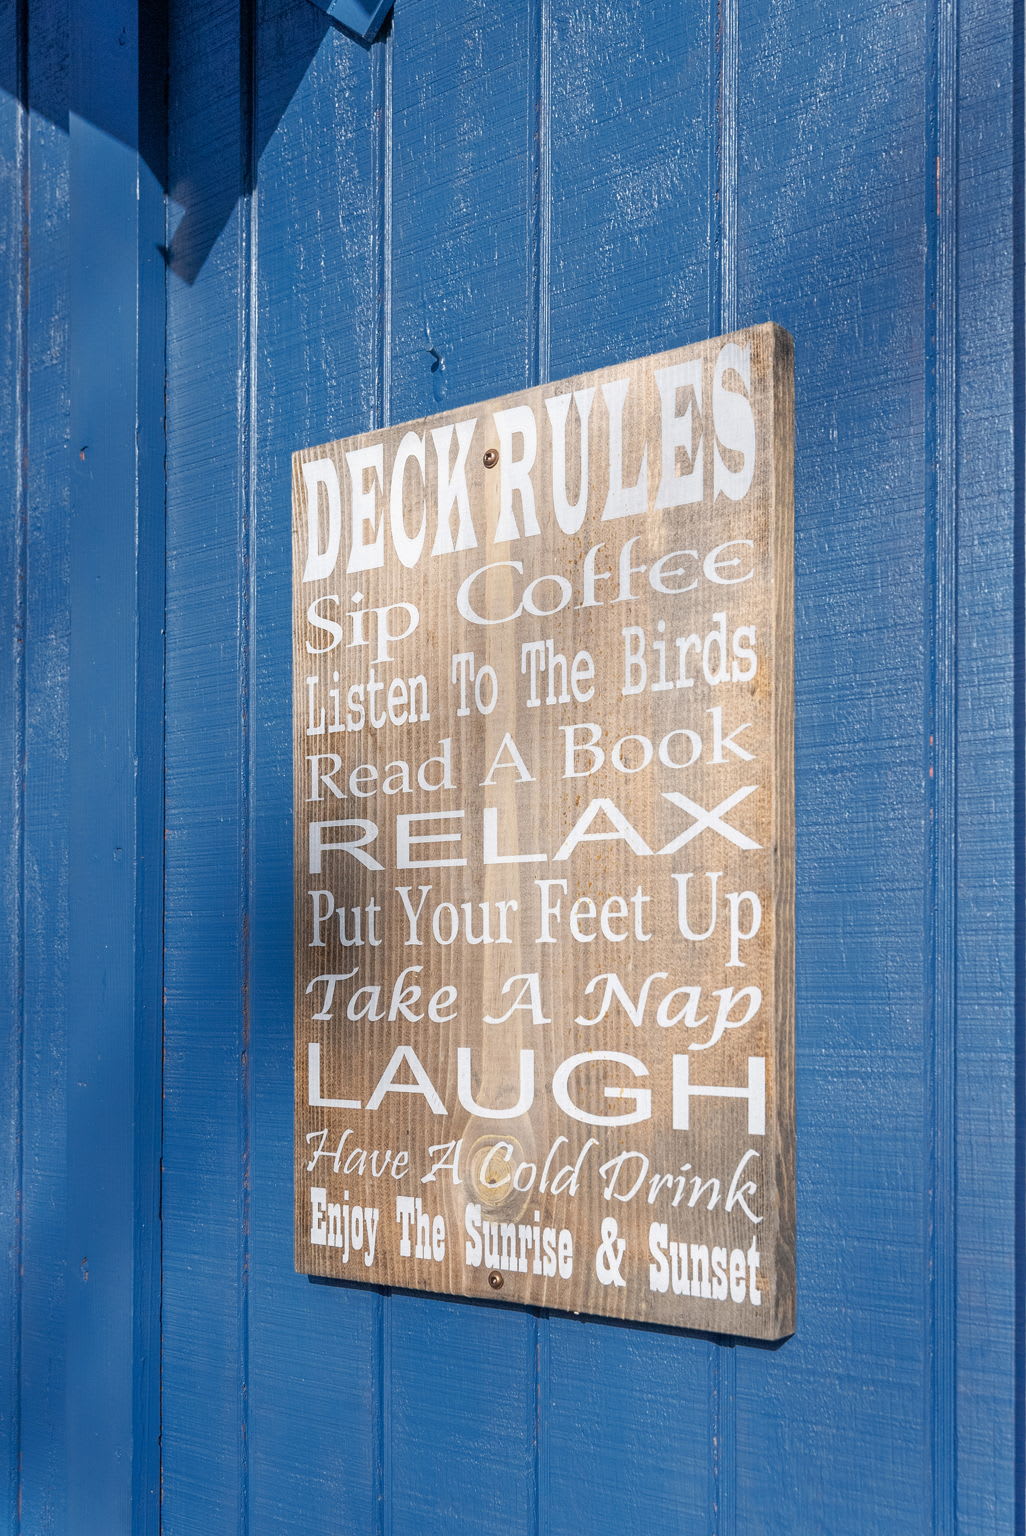 DECK RULES
Sip Coffee
Listen To The Birds
Read A Book
RELAX
Put Your Feet Up
Take A Nap
LAUGH
Have A Cold Drink
Enjoy The Sunrise & Sunset